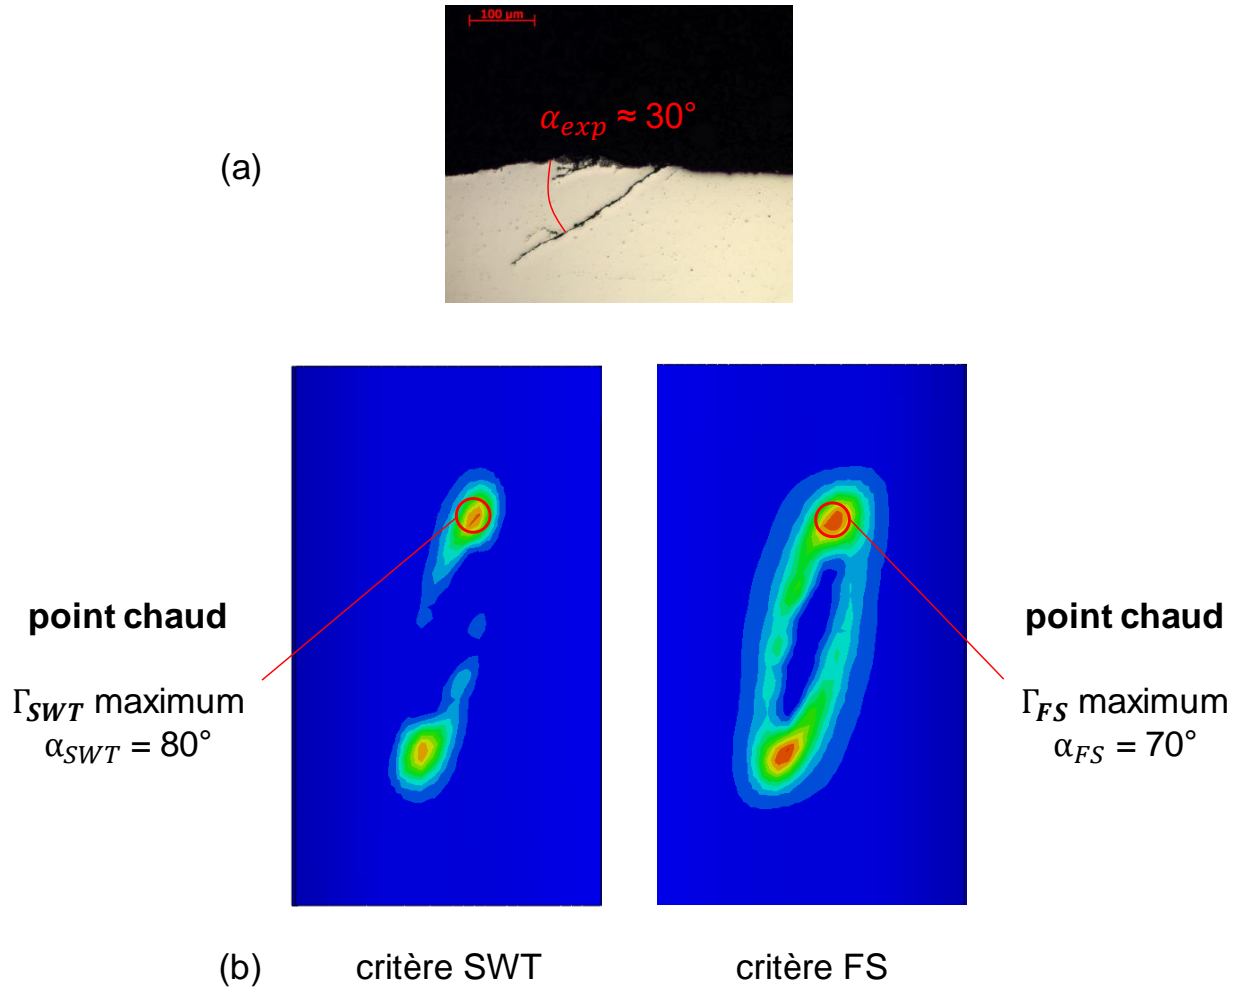 100 µm
α_exp ≈ 30°
(a)
point chaud
Γ_SWT maximum
α_SWT = 80°
point chaud
Γ_FS maximum
α_FS = 70°
(b)
critère SWT
critère FS